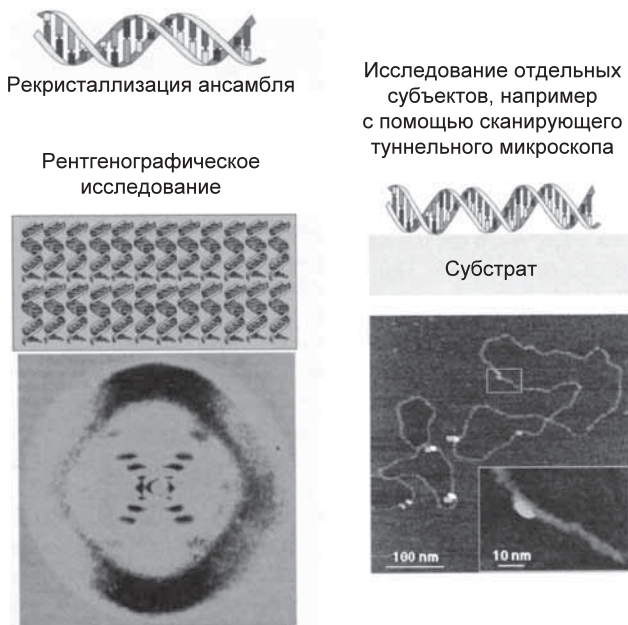 Рекристаллизация ансамбля
Рентгенографическое
исследование
Исследование отдельных
субъектов, например
с помощью сканирующего
туннельного микроскопа
Субстрат
100 nm
10 nm